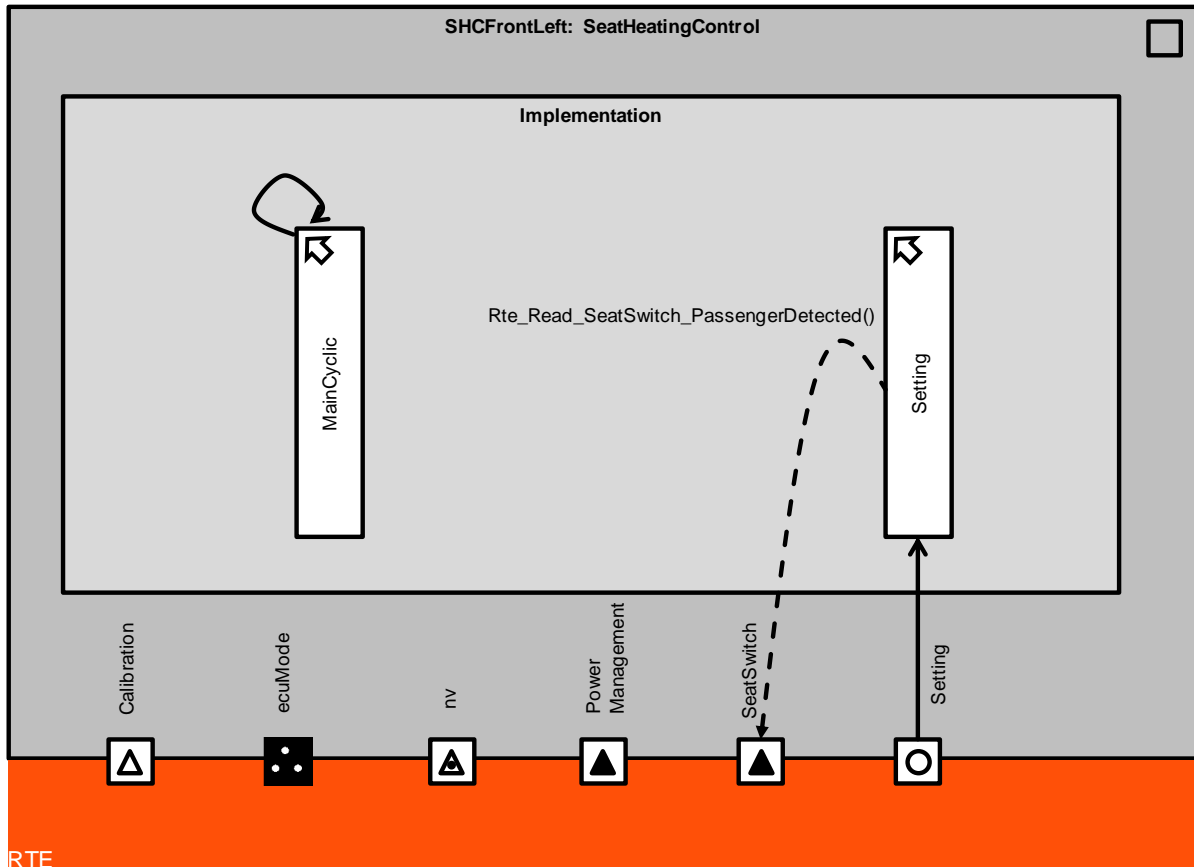 SHCFrontLeft: SeatHeatingControl
Implementation
Rte_Read_SeatSwitch_PassengerDetected()
MainCyclic
Setting
Calibration
ecuMode
nv
Power
Management
SeatSwitch
Setting
RTE